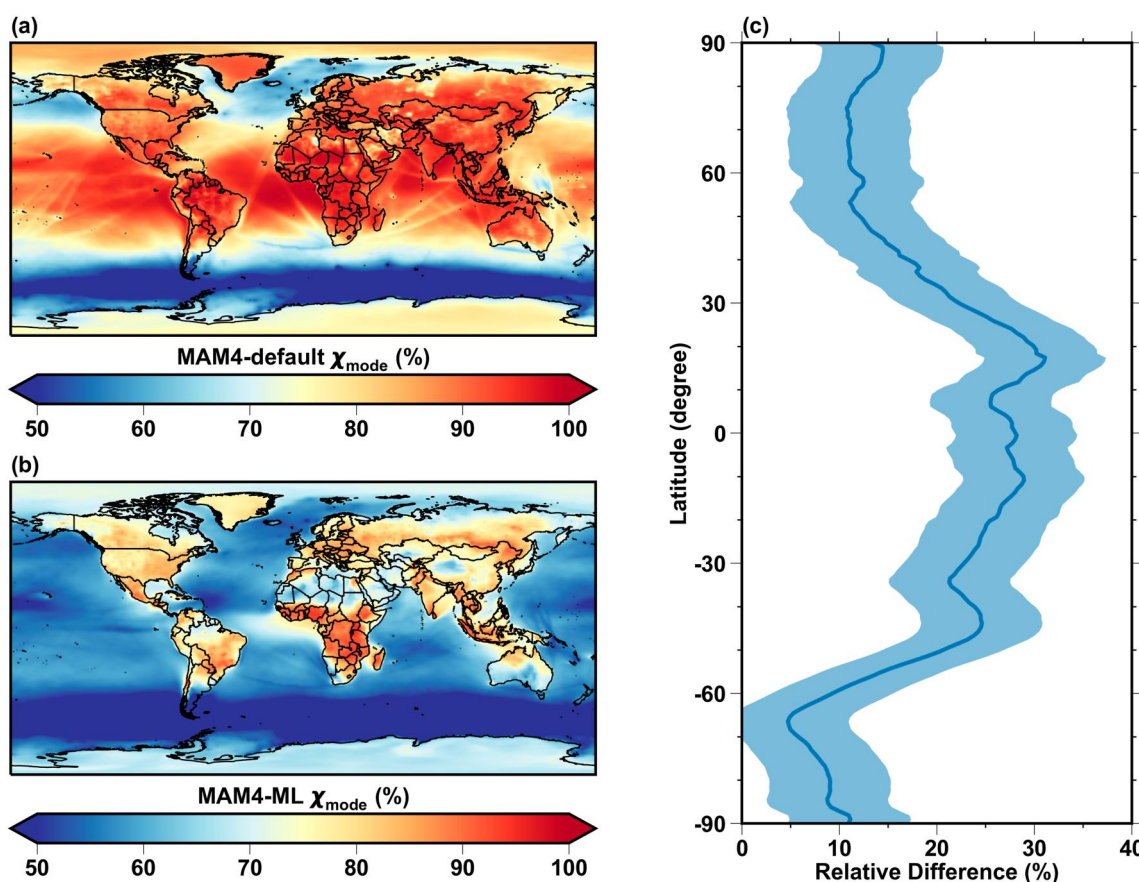 (a)
MAM4-default χmode (%)
50 60 70 80 90 100
(b)
MAM4-ML χmode (%)
50 60 70 80 90 100
(c)
90
60
30
0
-30
-60
-90
Latitude (degree)
0 10 20 30 40
Relative Difference (%)